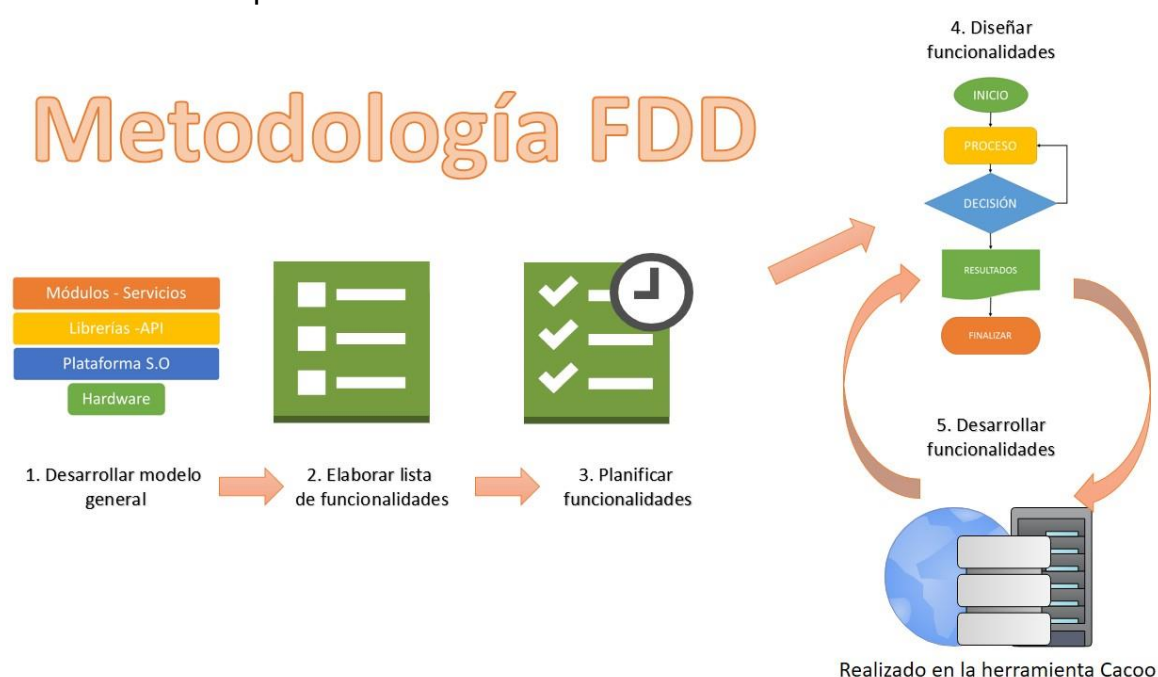 Metodología FDD
Módulos - Servicios
Librerías -API
Plataforma S.O
Hardware
1. Desarrollar modelo
general
2. Elaborar lista
de funcionalidades
3. Planificar
funcionalidades
4. Diseñar
funcionalidades
INICIO
PROCESO
DECISIÓN
RESULTADOS
FINALIZAR
5. Desarrollar
funcionalidades
Realizado en la herramienta Cacoo